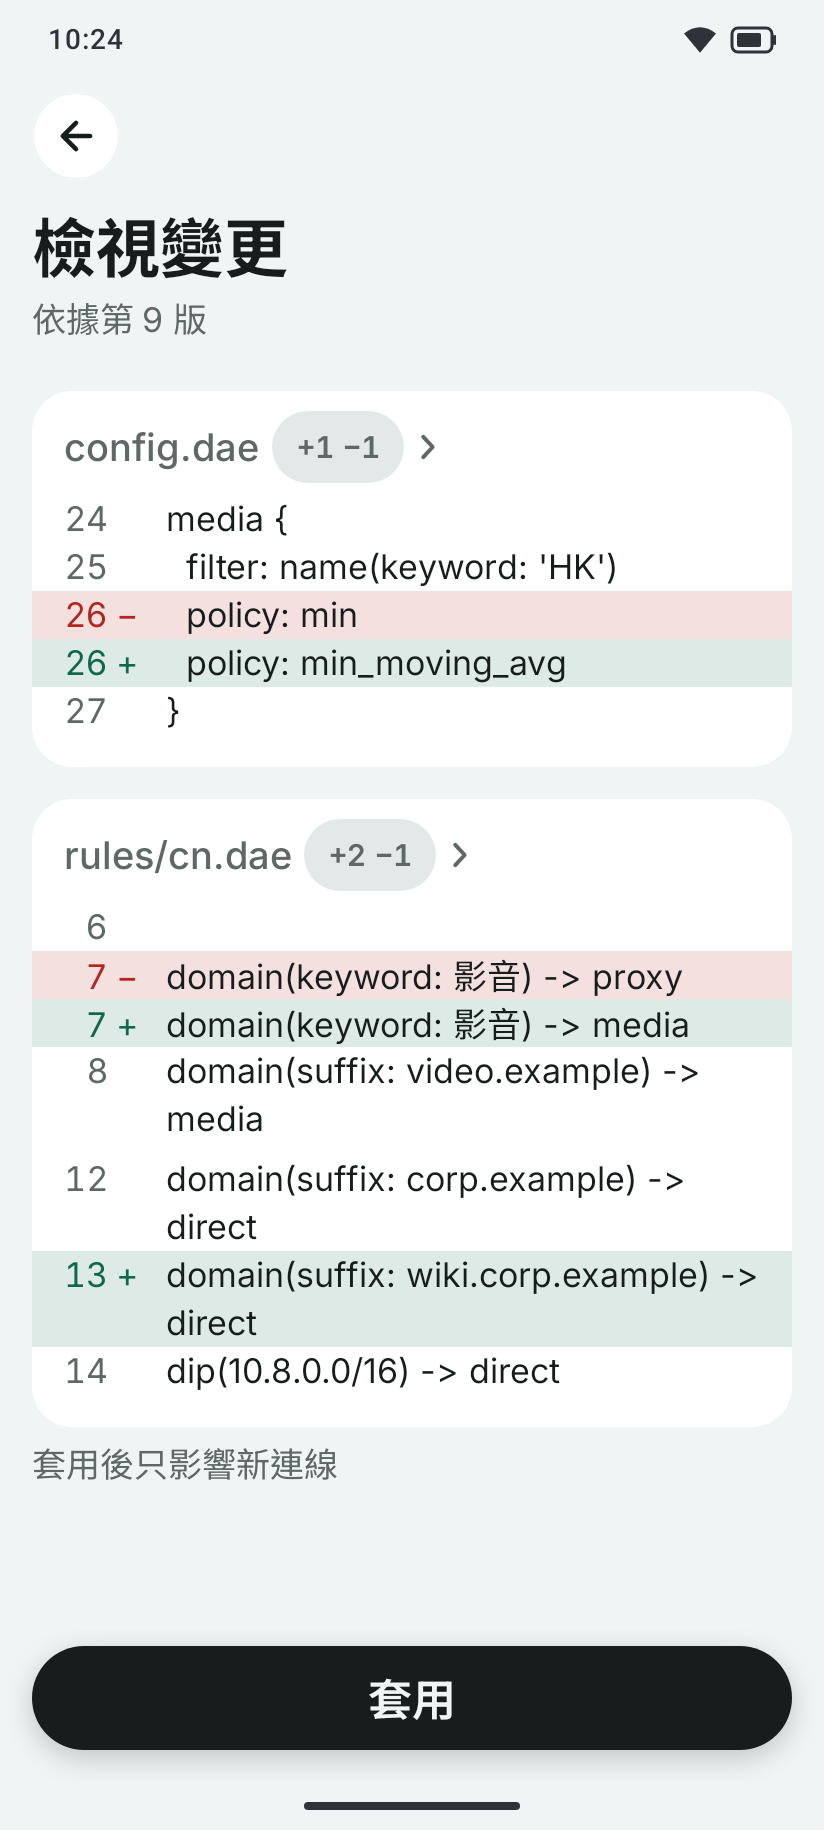 10:24
檢視變更
依據第 9 版
config.dae +1 −1
24 media {
25 filter: name(keyword: 'HK')
26 − policy: min
26 + policy: min_moving_avg
27 }
rules/cn.dae +2 −1
6
7 − domain(keyword: 影音) -> proxy
7 + domain(keyword: 影音) -> media
8 domain(suffix: video.example) ->
media
12 domain(suffix: corp.example) ->
direct
13 + domain(suffix: wiki.corp.example) ->
direct
14 dip(10.8.0.0/16) -> direct
套用後只影響新連線
套用